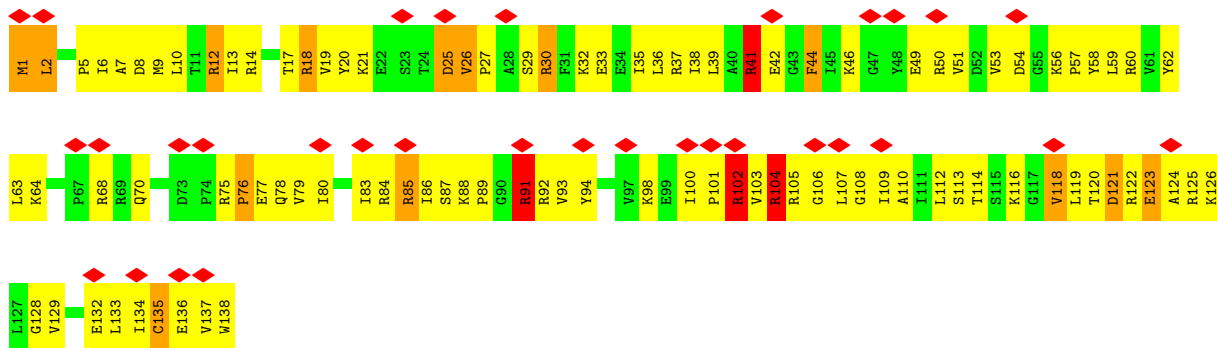 M1 L2 P5 I6 A7 D8 M9 L10 T11 R12 I13 R14 T17 R18 V19 Y20 K21 E22 S23 T24 D25 V26 P27 A28 S29 R30 F31 K32 E33 E34 I35 L36 R37 I38 L39 A40 R41 E42 G43 F44 I45 K46 G47 Y48 E49 R50 V51 D52 V53 D54 G55 K56 P57 Y58 L59 R60 V61 Y62
L63 K64 P67 R68 R69 Q70 D73 P74 R75 P76 E77 Q78 V79 I80 I83 R84 R85 I86 S87 K88 P89 G90 R91 R92 V93 Y94 V97 K98 E99 I100 P101 R102 V103 R104 R105 G106 L107 G108 I109 A110 I111 L112 S113 T114 S115 K116 G117 V118 L119 T120 D121 R122 E123 A124 R125 K126
L127 G128 V129 E132 L133 I134 C135 E136 V137 W138